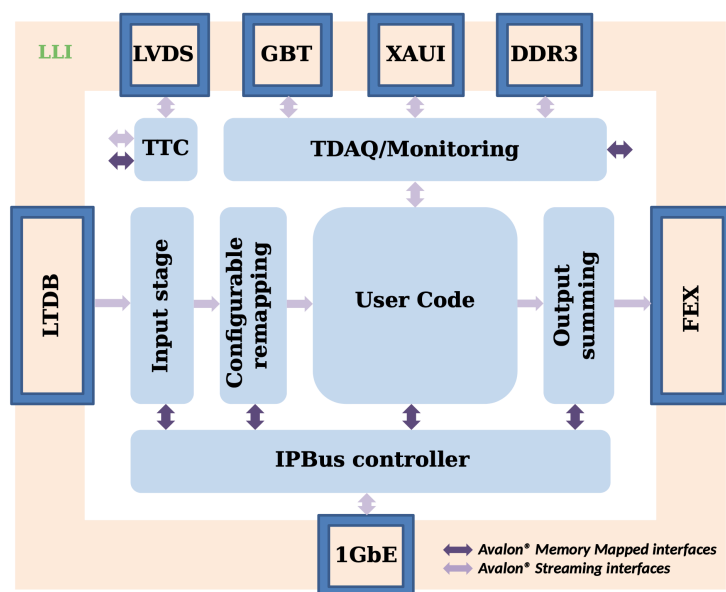 LLI
LVDS
GBT
XAUI
DDR3
TTC
TDAQ/Monitoring
LTDB
Input stage
Configurable
remapping
User Code
Output
summing
FEX
IPBus controller
1GbE
Avalon® Memory Mapped interfaces
Avalon® Streaming interfaces